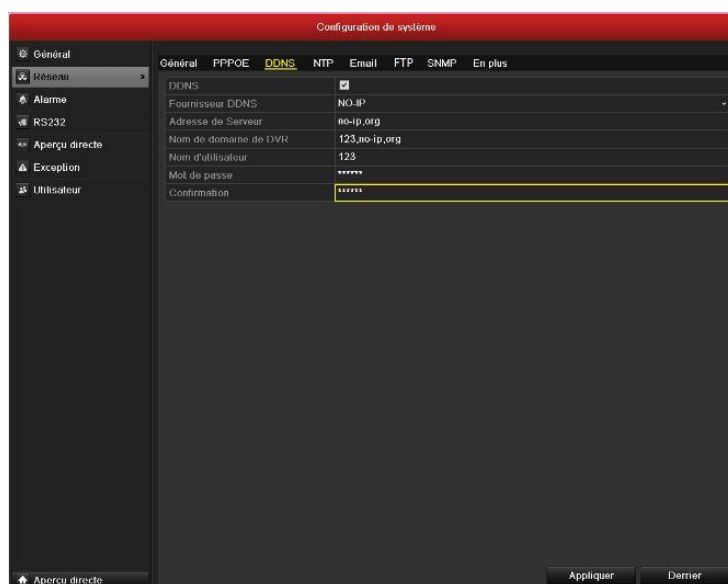 Configuration de système
Général
Réseau
Alarme
RS232
Aperçu directe
Exception
Utilisateur
Général PPPOE DDNS NTP Email FTP SNMP En plus
DDNS
Fournisseur DDNS NO-IP
Adresse de Serveur no-ip,org
Nom de domaine de DVR 123,no-ip,org
Nom d'utilisateur 123
Mot de passe ******
Confirmation ******
Appliquer Derrier
Aperçu directe